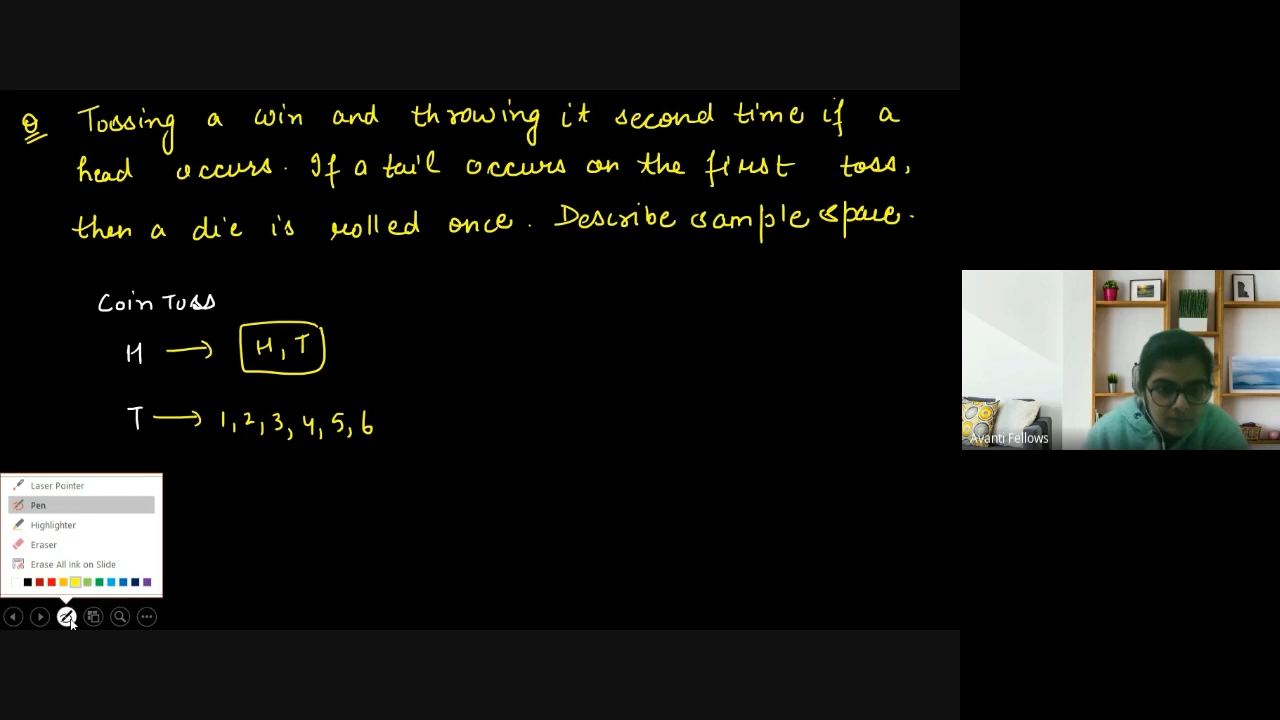 Q Tossing a coin and throwing it second time if a
head occurs. If a tail occurs on the first toss,
then a die is rolled once. Describe sample space.
Coin Toss
H → H, T
T → 1, 2, 3, 4, 5, 6
Laser Pointer
Pen
Highlighter
Eraser
Erase All Ink on Slide
Avanti Fellows